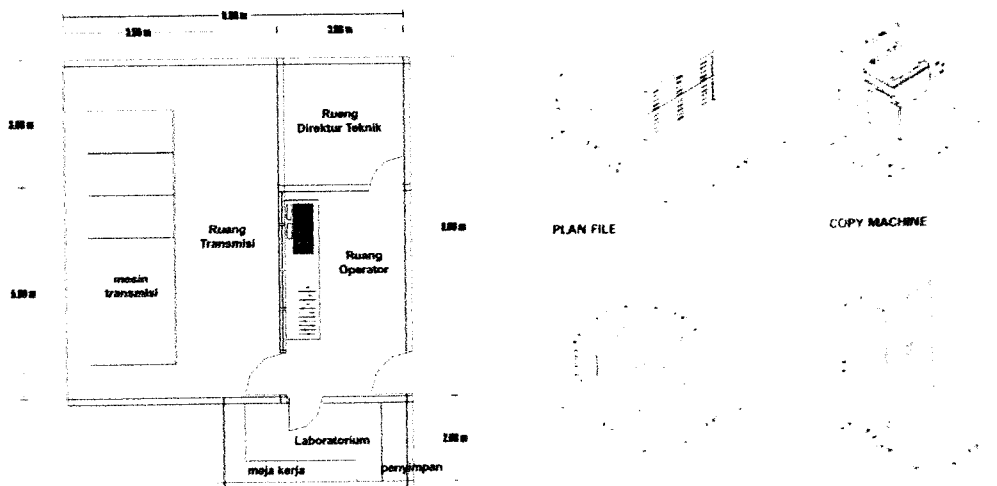 Ruang
Direktur Teknik
Ruang
Transmisi
Ruang
Operator
mesin
transmisi
Laboratorium
meja kerja
penyimpan
PLAN FILE
COPY MACHINE